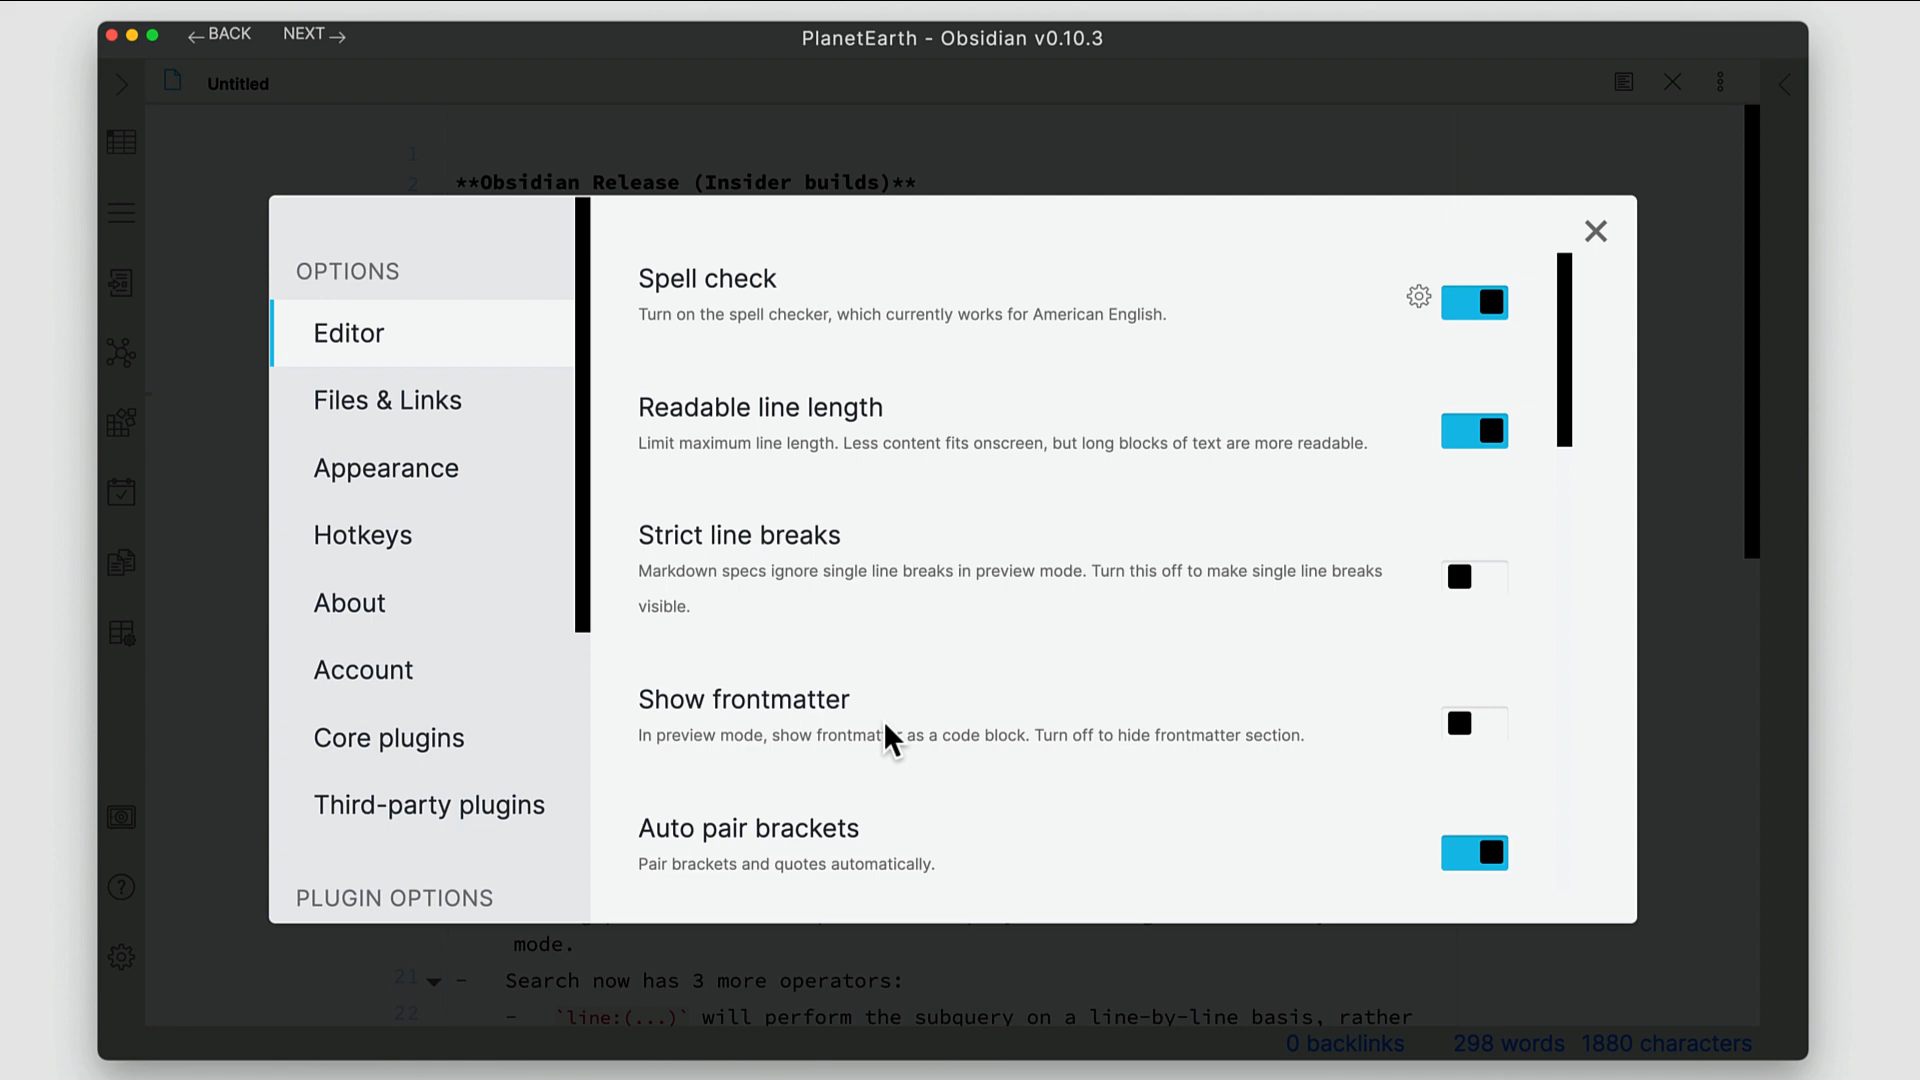 ← BACK NEXT →
PlanetEarth - Obsidian v0.10.3
Untitled
1
2 **Obsidian Release (Insider builds)**
OPTIONS
Editor
Files & Links
Appearance
Hotkeys
About
Account
Core plugins
Third-party plugins
PLUGIN OPTIONS
Spell check
Turn on the spell checker, which currently works for American English.
Readable line length
Limit maximum line length. Less content fits onscreen, but long blocks of text are more readable.
Strict line breaks
Markdown specs ignore single line breaks in preview mode. Turn this off to make single line breaks
visible.
Show frontmatter
In preview mode, show frontmatter as a code block. Turn off to hide frontmatter section.
Auto pair brackets
Pair brackets and quotes automatically.
mode.
21 - Search now has 3 more operators:
22 - `line:(...)` will perform the subquery on a line-by-line basis, rather
0 backlinks 298 words 1880 characters